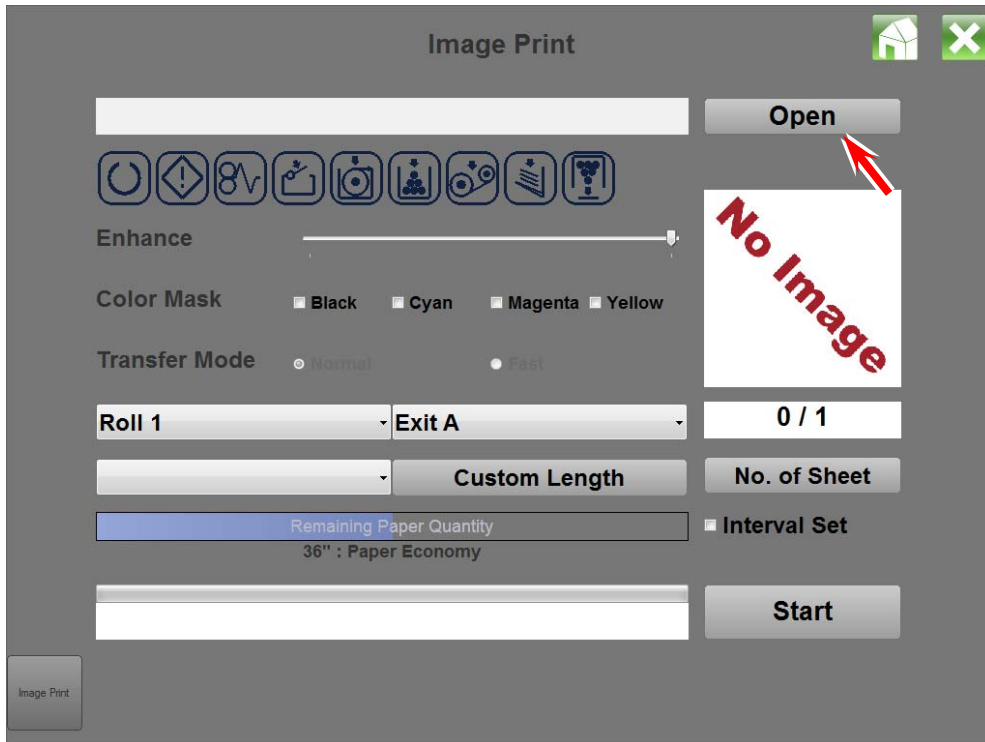 Image Print
Open
No Image
Enhance
Color Mask
Black
Cyan
Magenta
Yellow
Transfer Mode
Normal
Fast
Roll 1
Exit A
0 / 1
Custom Length
No. of Sheet
Remaining Paper Quantity
Interval Set
36" : Paper Economy
Start
Image Print